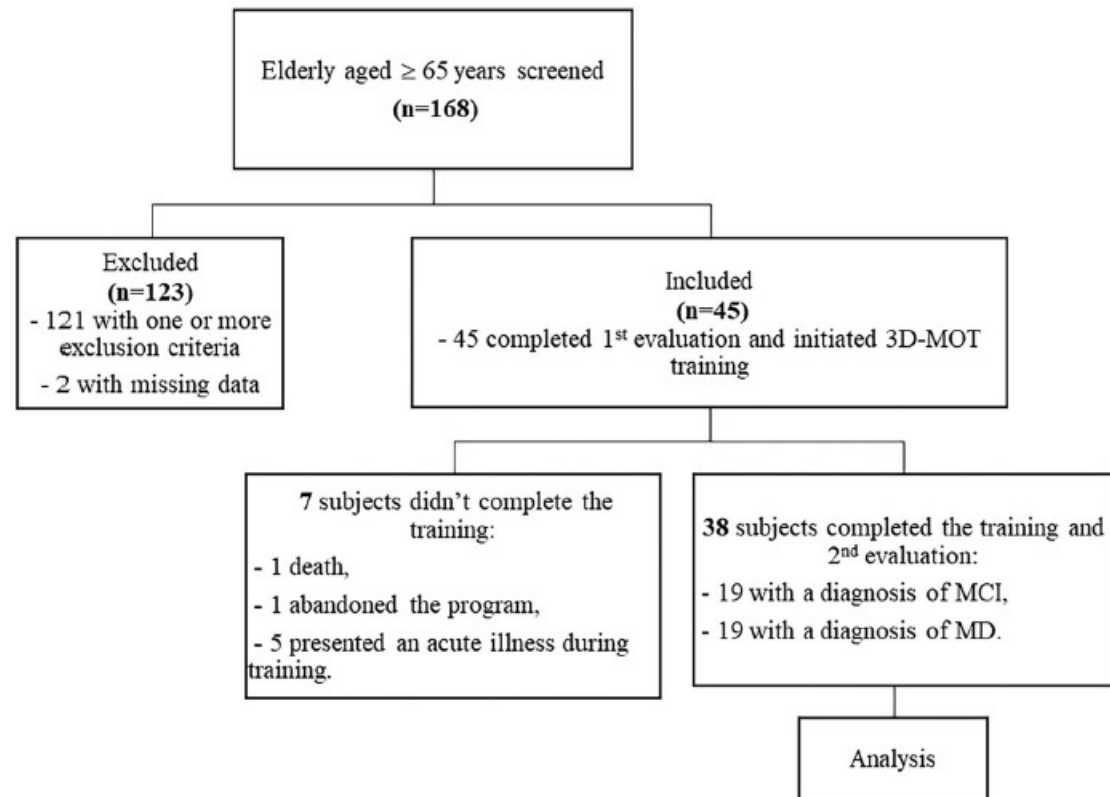 Elderly aged ≥ 65 years screened
(n=168)
Excluded
(n=123)
- 121 with one or more
exclusion criteria
- 2 with missing data
Included
(n=45)
- 45 completed 1st evaluation and initiated 3D-MOT
training
7 subjects didn’t complete the
training:
- 1 death,
- 1 abandoned the program,
- 5 presented an acute illness during
training.
38 subjects completed the training and
2nd evaluation:
- 19 with a diagnosis of MCI,
- 19 with a diagnosis of MD.
Analysis